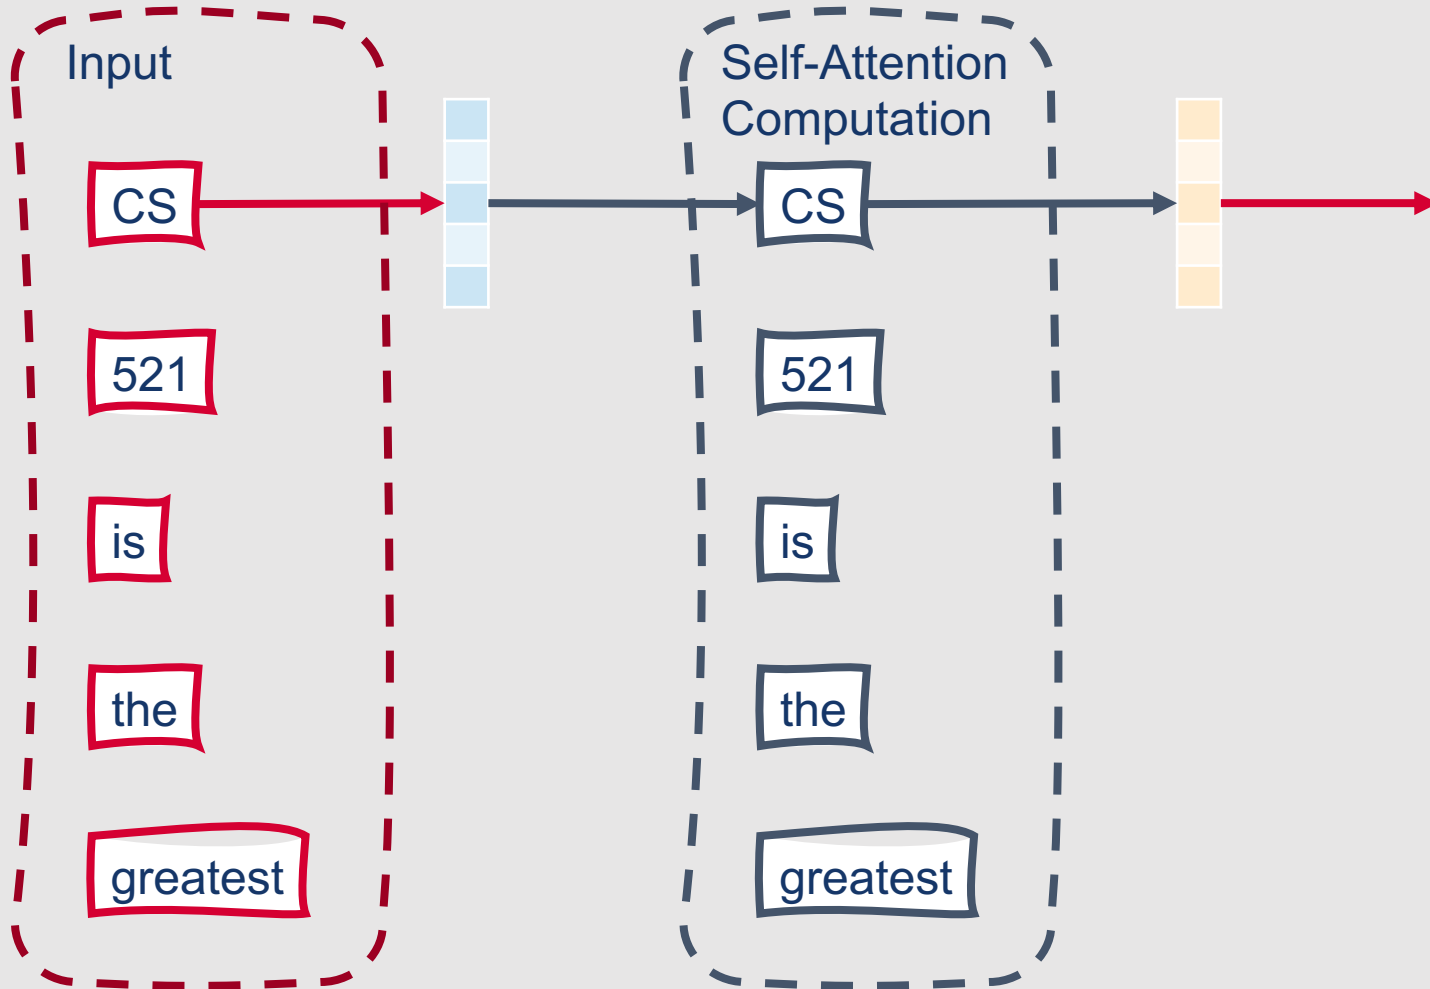 Input
CS
521
is
the
greatest
Self-Attention
Computation
CS
521
is
the
greatest